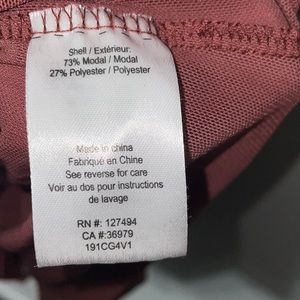 Shell / Extérieur:
73% Modal / Modal
27% Polyester / Polyester
Made in china
Fabriqué en Chine
See reverse for care
Voir au dos pour instructions
de lavage
RN #: 127494
CA #: 36979
191CG4V1